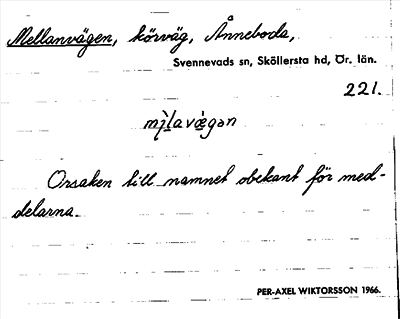 Mellanvägen, körväg, Ånneboda,
Svennevads sn, Sköllersta hd, Ör. län.
221.
Orsaken till namnet obekant för med-
delarna.
PER-AXEL WIKTORSSON 1966.